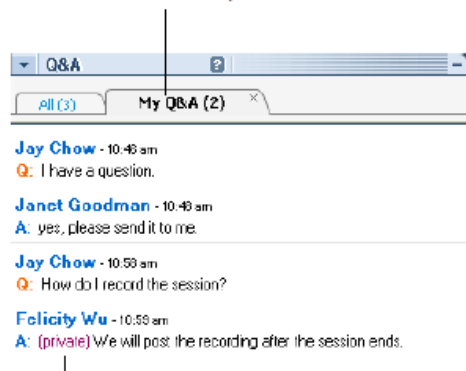 Q&A
All (3)
My Q&A (2)
Jay Chow - 10:48 am
Q: I have a question.
Janet Goodman - 10:48 am
A: yes, please send it to me.
Jay Chow - 10:58 am
Q: How do I record the session?
Felicity Wu - 10:59 am
A: (private) We will post the recording after the session ends.